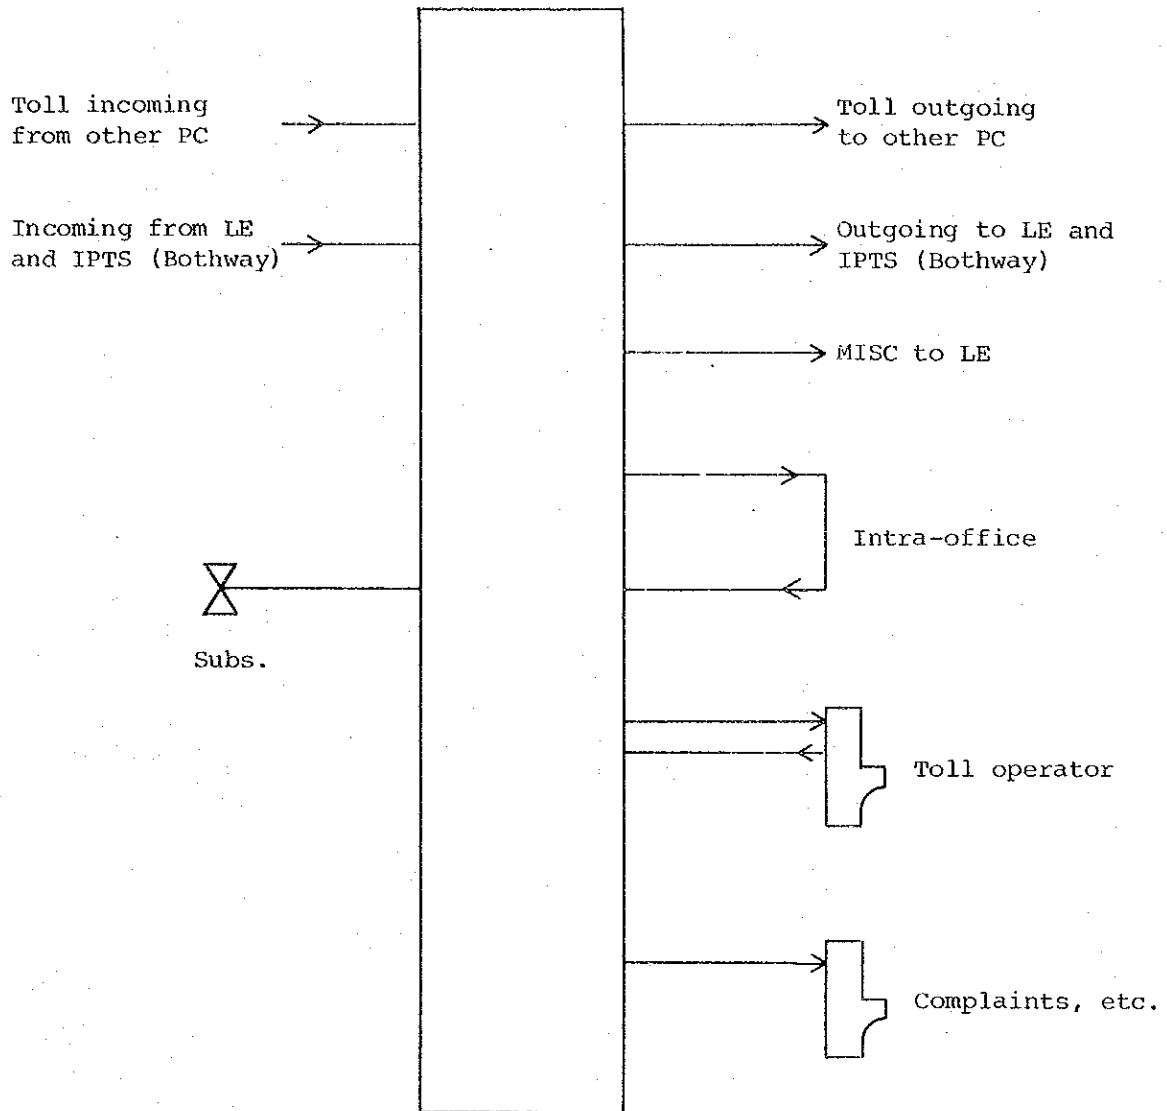 Toll incoming
from other PC
Toll outgoing
to other PC
Incoming from LE
and IPTS (Bothway)
Outgoing to LE and
IPTS (Bothway)
MISC to LE
Intra-office
Subs.
Toll operator
Complaints, etc.